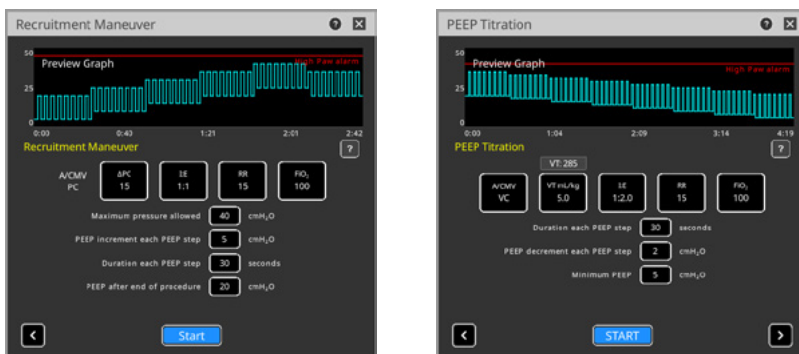 Recruitment Maneuver
50
Preview Graph
High Paw alarm
25
0
0:00 0:40 1:21 2:01 2:42
Recruitment Maneuver ?
A/CMV PC
ΔPC 15
I:E 1:1
RR 15
FiO₂ 100
Maximum pressure allowed 40 cmH₂O
PEEP increment each PEEP step 5 cmH₂O
Duration each PEEP step 30 seconds
PEEP after end of procedure 20 cmH₂O
< Start
PEEP Titration
50
Preview Graph
High Paw alarm
25
0
0:00 1:04 2:09 3:14 4:19
PEEP Titration ?
VT: 285
A/CMV VC
VT mL/kg 5.0
I:E 1:2.0
RR 15
FiO₂ 100
Duration each PEEP step 30 seconds
PEEP decrement each PEEP step 2 cmH₂O
Minimum PEEP 5 cmH₂O
< START >